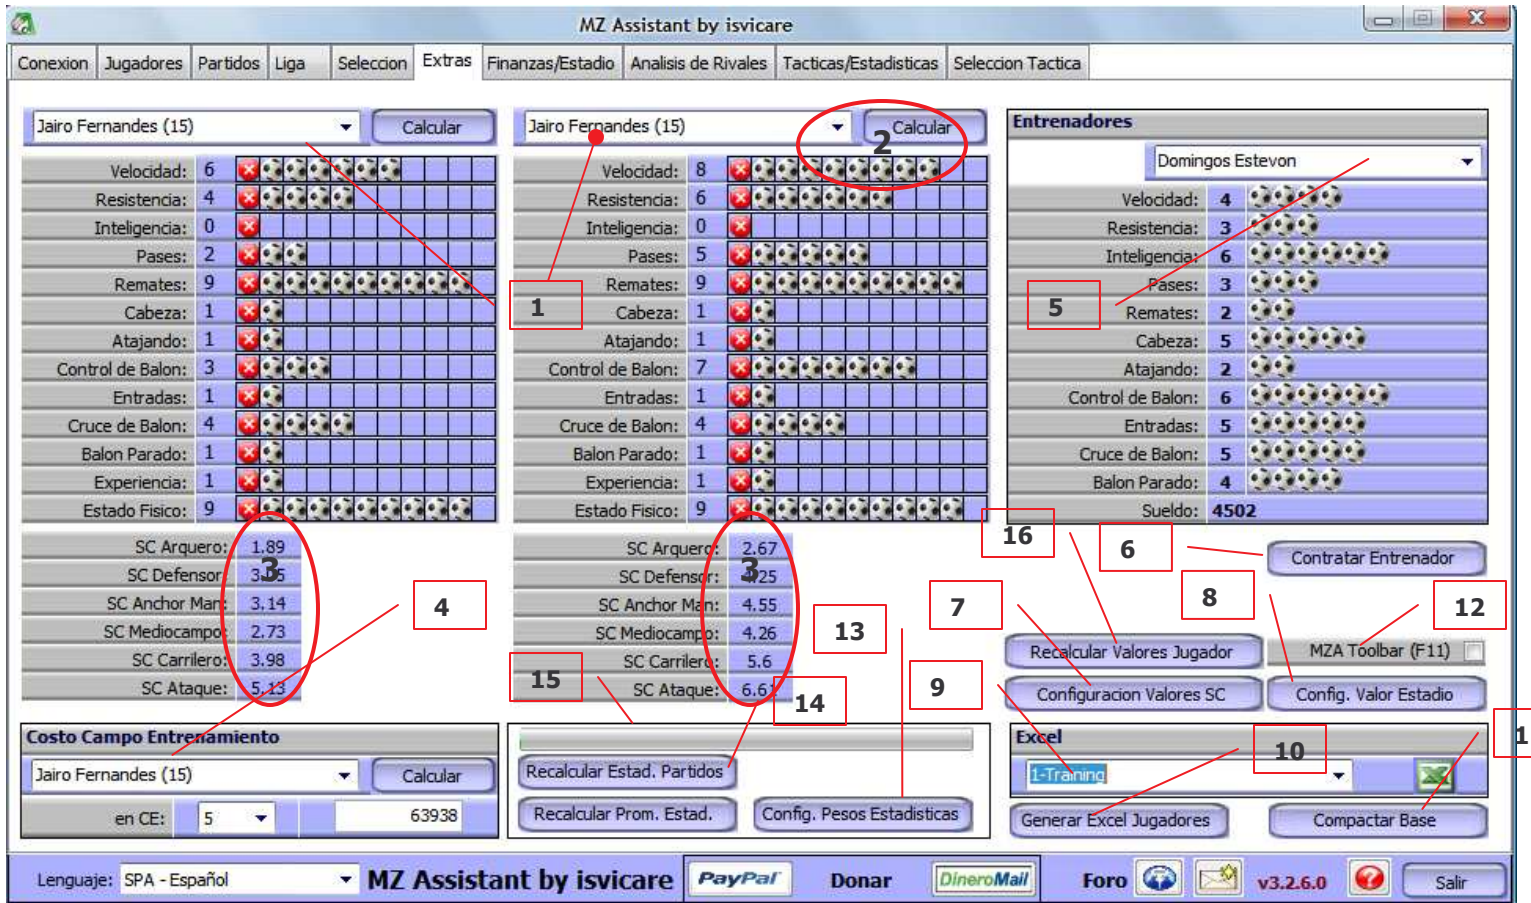 MZ Assistant by isvicare
Conexion Jugadores Partidos Liga Seleccion Extras Finanzas/Estadio Analisis de Rivales Tacticas/Estadisticas Seleccion Tactica
Jairo Fernandes (15) Calcular
Velocidad: 6
Resistencia: 4
Inteligencia: 0
Pases: 2
Remates: 9
Cabeza: 1
Atajando: 1
Control de Balon: 3
Entradas: 1
Cruce de Balon: 4
Balon Parado: 1
Experiencia: 1
Estado Fisico: 9
SC Arquero: 1.89
SC Defensor:
3
SC Anchor Man: 3.14
SC Mediocampo: 2.73
SC Carrilero: 3.98
SC Ataque: 5.13
4
Costo Campo Entrenamiento
Jairo Fernandes (15) Calcular
en CE: 5 63938
Jairo Fernandes (15) Calcular
2
Velocidad: 8
Resistencia: 6
Inteligencia: 0
Pases: 5
Remates: 9
1
Cabeza: 1
Atajando: 1
Control de Balon: 7
Entradas: 1
Cruce de Balon: 4
Balon Parado: 1
Experiencia: 1
Estado Fisico: 9
SC Arquero: 2.67
SC Defensor: 25
3
SC Anchor Man: 4.55
SC Mediocampo: 4.26
SC Carrilero: 5.6
SC Ataque: 6.61
13
15
14
Recalcular Estad. Partidos
Recalcular Prom. Estad. Config. Pesos Estadisticas
Entrenadores
Domingos Estevon
Velocidad: 4
Resistencia: 3
Inteligencia: 6
Pases: 3
5
Remates: 2
Cabeza: 5
Atajando: 2
Control de Balon: 6
Entradas: 5
Cruce de Balon: 5
Balon Parado: 4
Sueldo: 4502
16
6
Contratar Entrenador
7
8
12
Recalcular Valores Jugador MZA Toolbar (F11)
Configuracion Valores SC Config. Valor Estadio
9
Excel
10
1
1-Training
Generar Excel Jugadores Compactar Base
Lenguaje: SPA - Español MZ Assistant by isvicare PayPal Donar DineroMail Foro v3.2.6.0 Salir